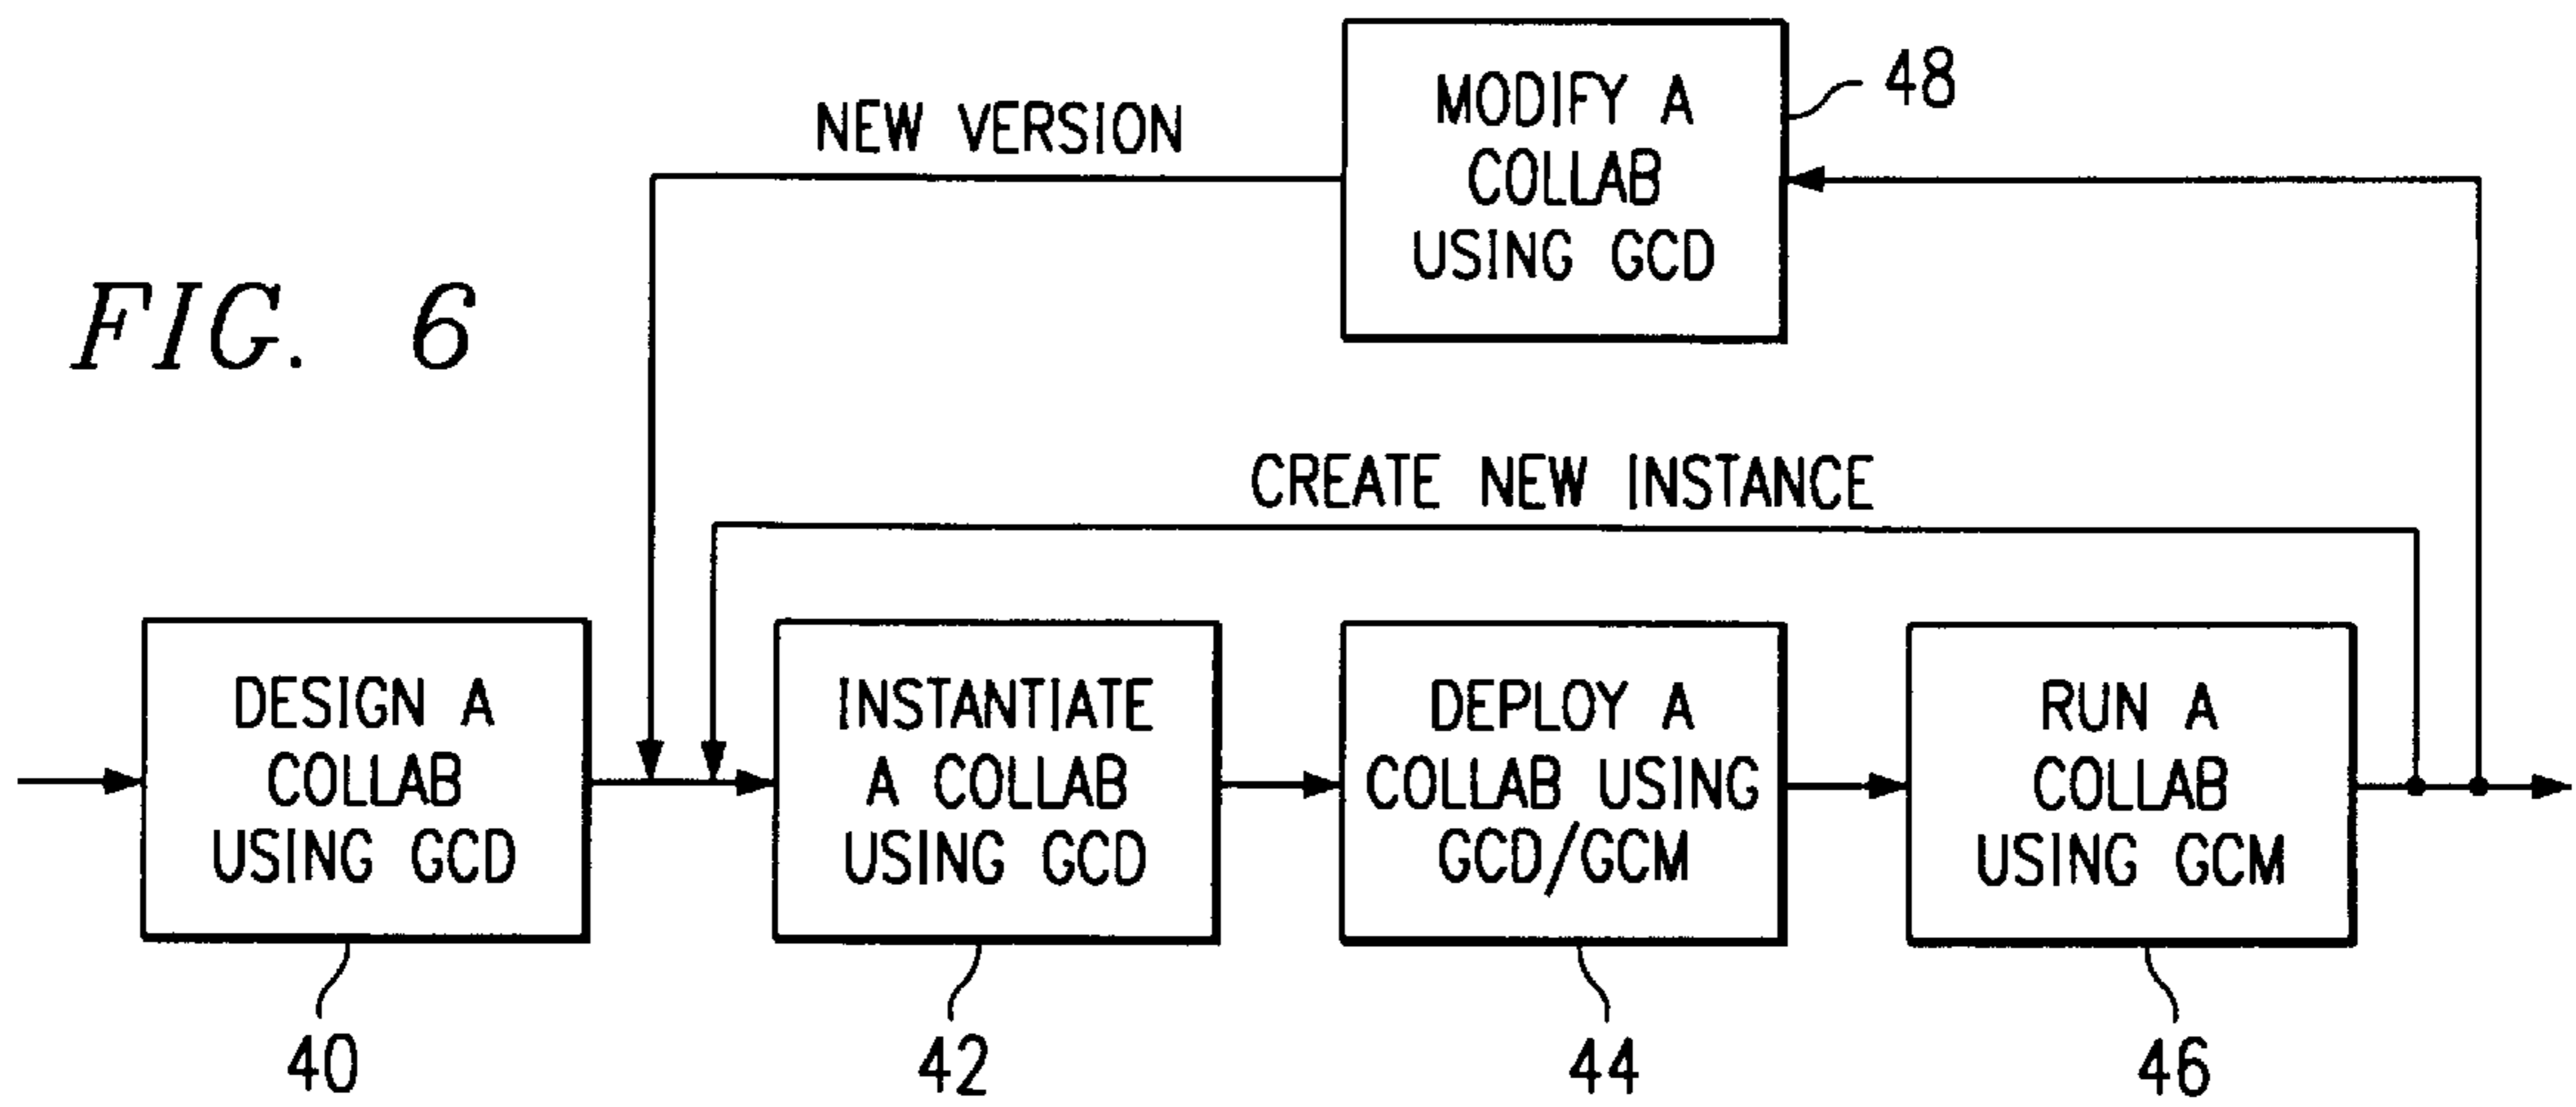 MODIFY A
COLLAB
USING GCD
48
NEW VERSION
FIG. 6
CREATE NEW INSTANCE
DESIGN A
COLLAB
USING GCD
INSTANTIATE
A COLLAB
USING GCD
DEPLOY A
COLLAB USING
GCD/GCM
RUN A
COLLAB
USING GCM
40
42
44
46